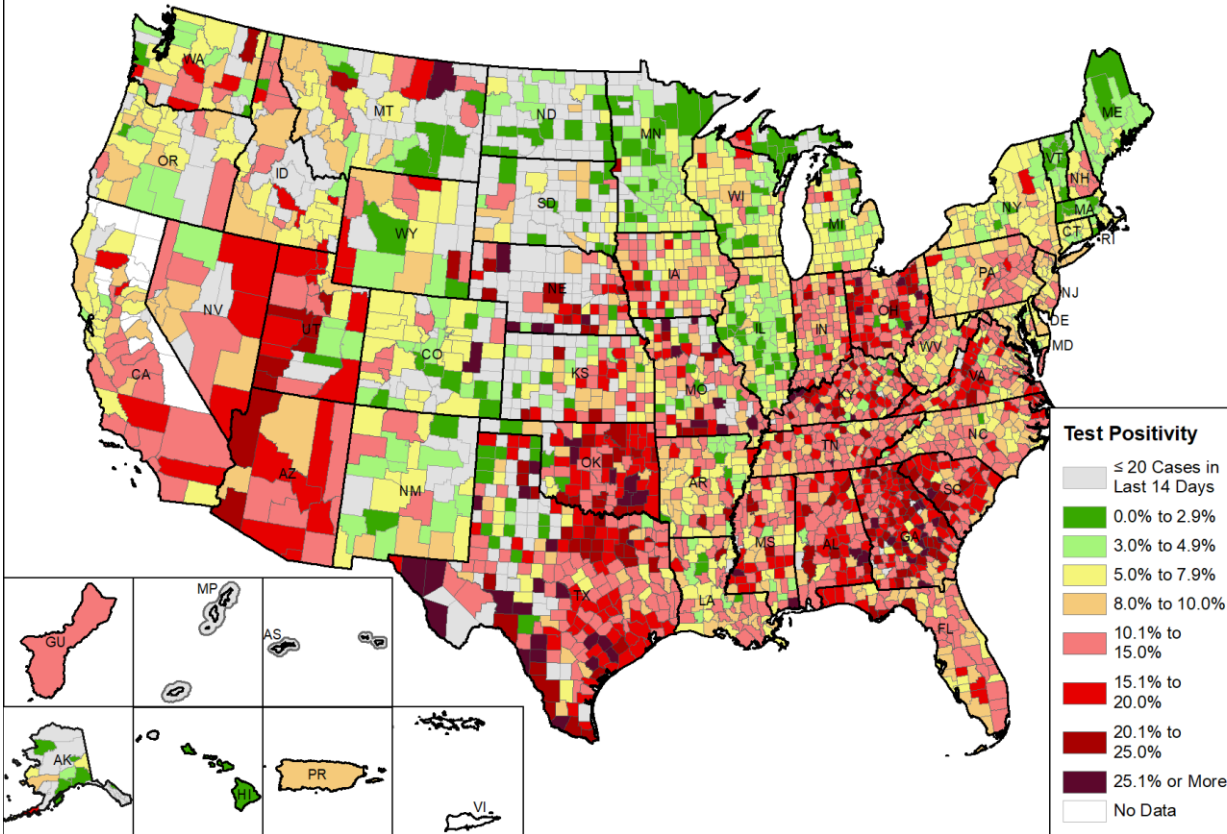 WA
MT
ND
MN
ME
OR
ID
SD
WI
VT
NH
NY
MA
CT
RI
WY
MI
IA
NE
PA
NJ
NV
UT
CO
IL
IN
OH
DE
MD
CA
KS
MO
WV
KY
VA
AZ
NM
OK
AR
TN
NC
SC
MS
AL
GA
TX
LA
FL
GU
MP
AS
AK
HI
PR
VI
Test Positivity
≤ 20 Cases in
Last 14 Days
0.0% to 2.9%
3.0% to 4.9%
5.0% to 7.9%
8.0% to 10.0%
10.1% to
15.0%
15.1% to
20.0%
20.1% to
25.0%
25.1% or More
No Data